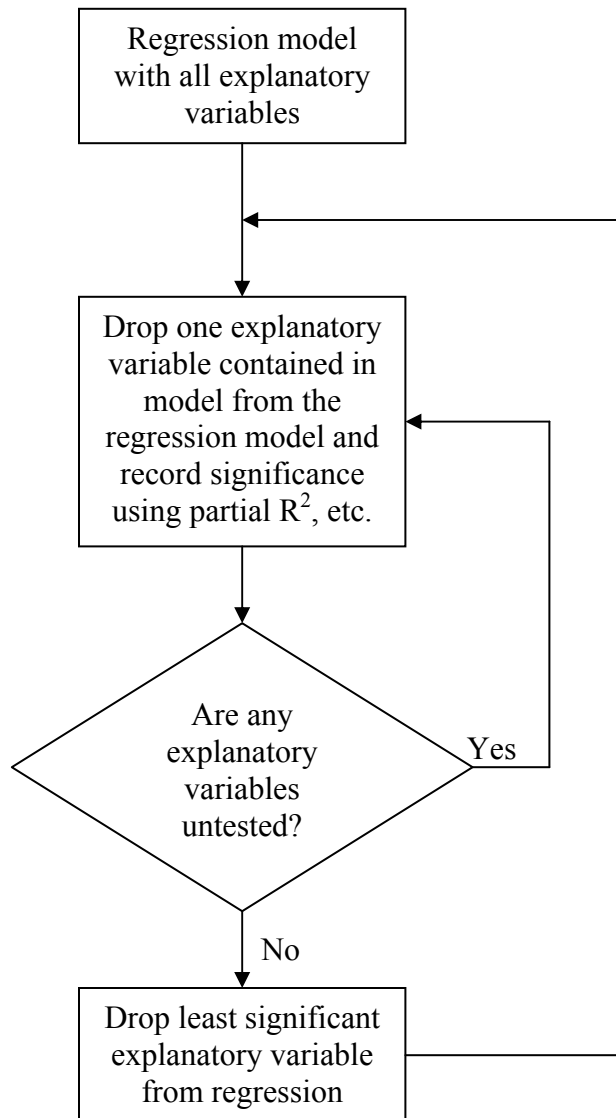 Regression model
with all explanatory
variables
Drop one explanatory
variable contained in
model from the
regression model and
record significance
using partial R², etc.
Are any
explanatory
variables
untested?
Yes
No
Drop least significant
explanatory variable
from regression